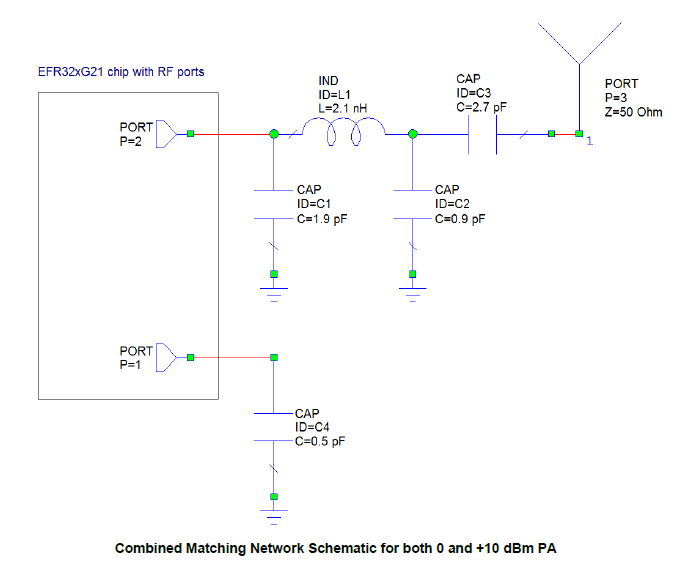 EFR32xG21 chip with RF ports
IND
ID=L1
L=2.1 nH
CAP
ID=C3
C=2.7 pF
PORT
P=3
Z=50 Ohm
1
PORT
P=2
CAP
ID=C1
C=1.9 pF
CAP
ID=C2
C=0.9 pF
PORT
P=1
CAP
ID=C4
C=0.5 pF
Combined Matching Network Schematic for both 0 and +10 dBm PA